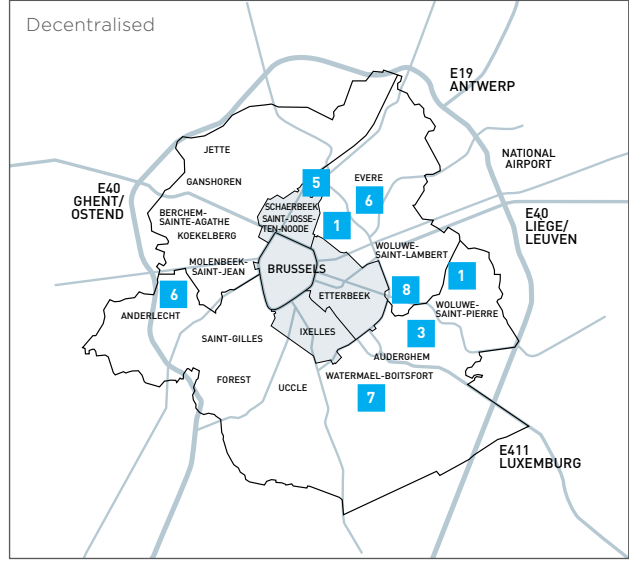 Decentralised
E19
ANTWERP
JETTE
NATIONAL
AIRPORT
5
EVERE
GANSHOREN
E40
GHENT/
OSTEND
6
SCHAERBEEK
E40
LIÈGE/
LEUVEN
BERCHEM-
SAINTE-AGATHE
SAINT-JOSSE-
TEN-NOODE
1
KOEKELBERG
WOLUWE-
SAINT-LAMBERT
MOLENBEEK-
SAINT-JEAN
BRUSSELS
1
6
ETTERBEEK
8
WOLUWE-
SAINT-PIERRE
ANDERLECHT
IXELLES
3
SAINT-GILLES
AUDERGHEM
FOREST
UCCLE
WATERMAEL-BOITSFORT
7
E411
LUXEMBURG